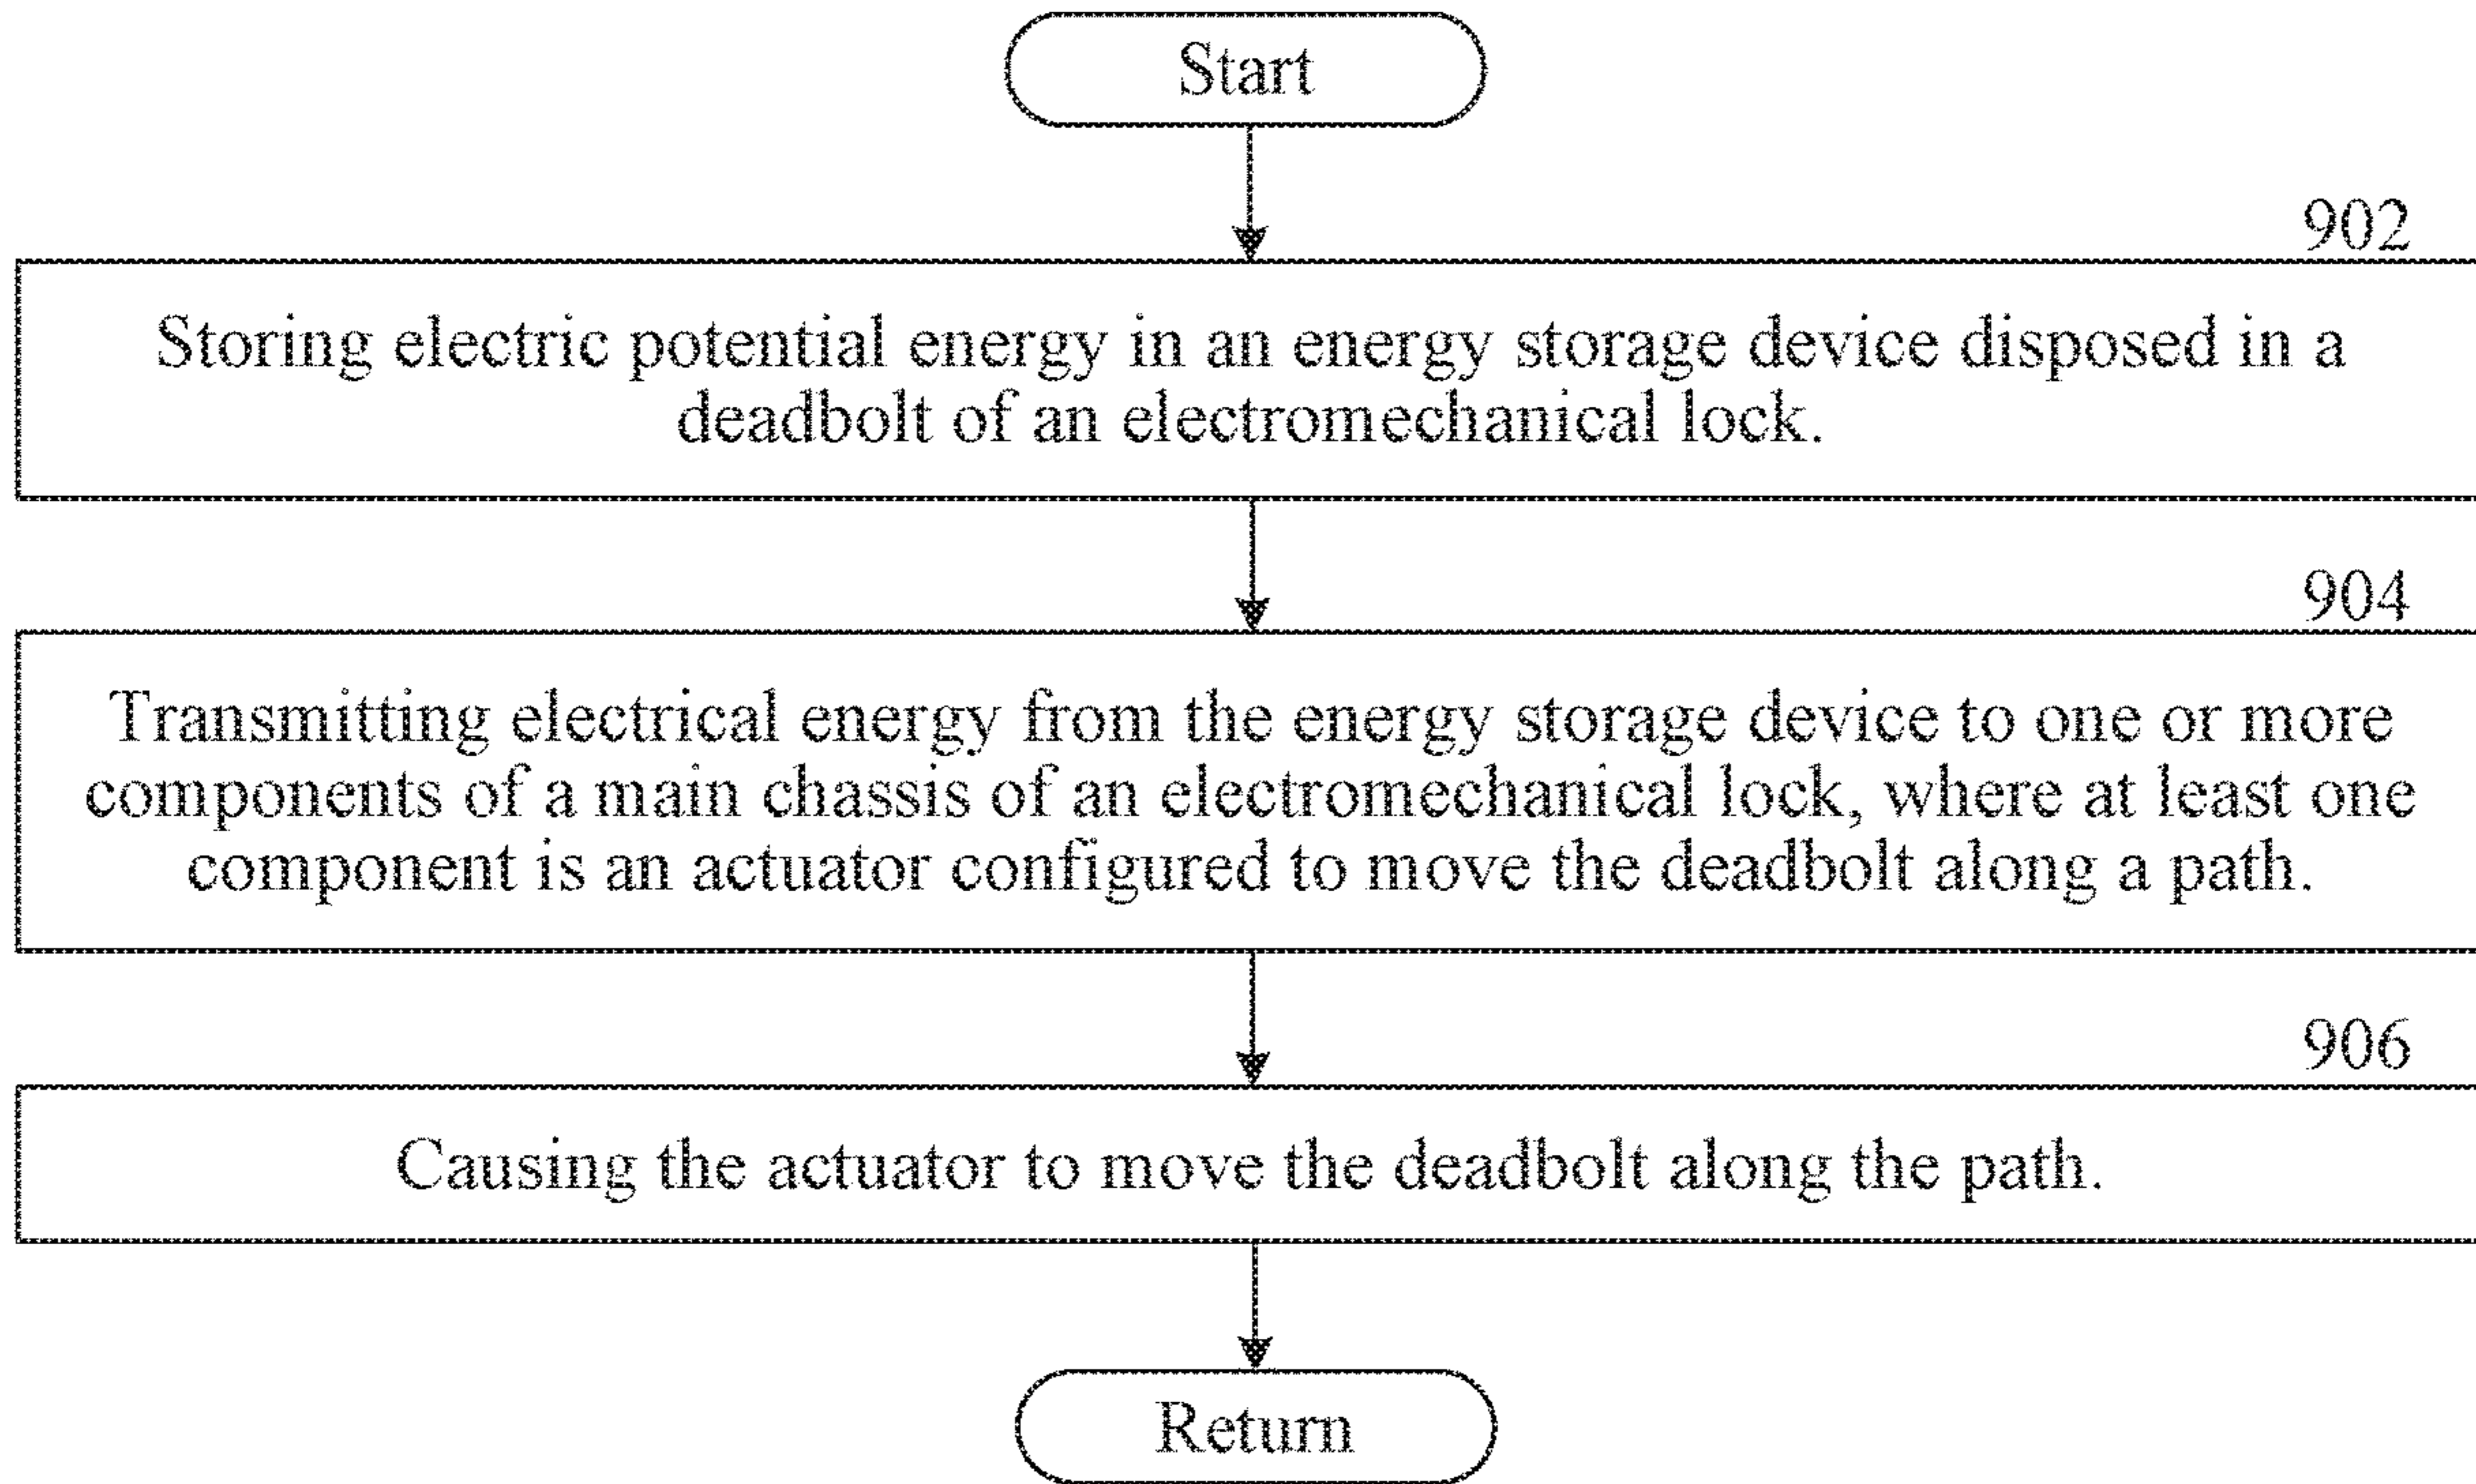 Start
902
Storing electric potential energy in an energy storage device disposed in a
deadbolt of an electromechanical lock.
904
Transmitting electrical energy from the energy storage device to one or more
components of a main chassis of an electromechanical lock, where at least one
component is an actuator configured to move the deadbolt along a path.
906
Causing the actuator to move the deadbolt along the path.
Return